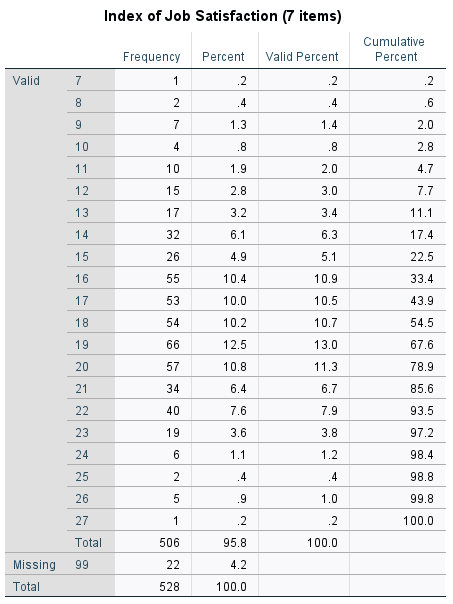 Index of Job Satisfaction (7 items)
Frequency Percent Valid Percent Cumulative Percent
Valid 7 1 .2 .2 .2
8 2 .4 .4 .6
9 7 1.3 1.4 2.0
10 4 .8 .8 2.8
11 10 1.9 2.0 4.7
12 15 2.8 3.0 7.7
13 17 3.2 3.4 11.1
14 32 6.1 6.3 17.4
15 26 4.9 5.1 22.5
16 55 10.4 10.9 33.4
17 53 10.0 10.5 43.9
18 54 10.2 10.7 54.5
19 66 12.5 13.0 67.6
20 57 10.8 11.3 78.9
21 34 6.4 6.7 85.6
22 40 7.6 7.9 93.5
23 19 3.6 3.8 97.2
24 6 1.1 1.2 98.4
25 2 .4 .4 98.8
26 5 .9 1.0 99.8
27 1 .2 .2 100.0
Total 506 95.8 100.0
Missing 99 22 4.2
Total 528 100.0